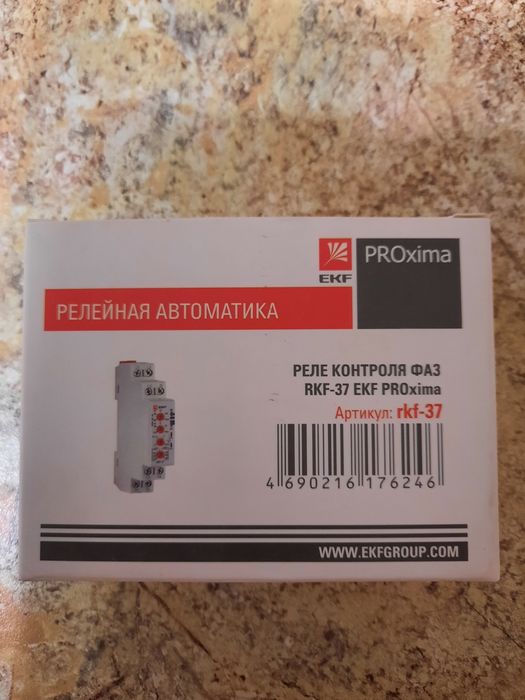 EKF
PROxima
РЕЛЕЙНАЯ АВТОМАТИКА
РЕЛЕ КОНТРОЛЯ ФАЗ
RKF-37 EKF PROxima
Артикул: rkf-37
4 690216 176246
WWW.EKFGROUP.COM